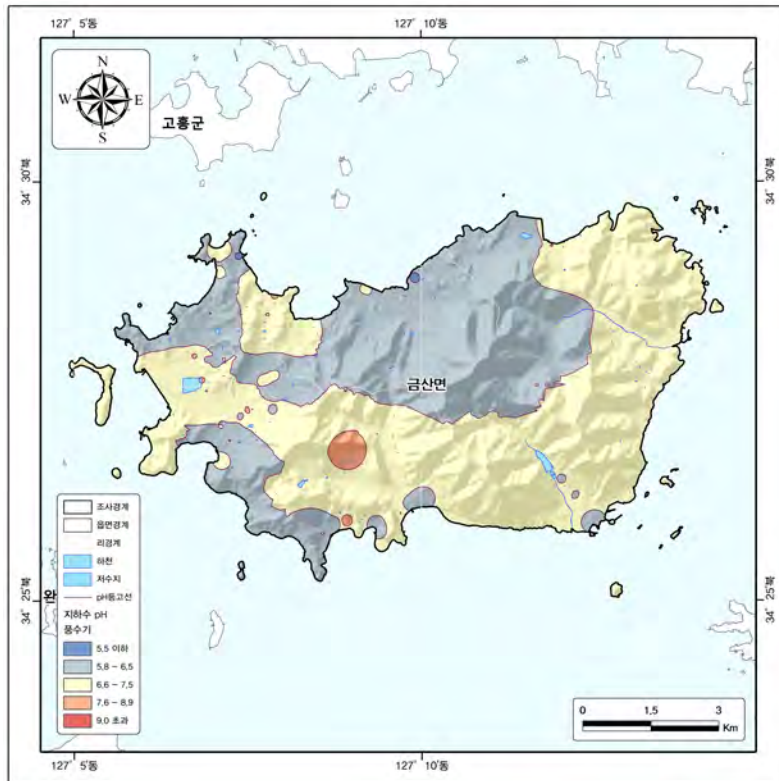 127° 5'동
127° 10'동
N
W
E
S
고흥군
34° 30'북
34° 30'북
금산면
조사경계
읍면경계
리경계
하천
저수지
pH등고선
지하수 pH
풍수기
5.5 이하
5.8 - 6.5
6.6 - 7.5
7.6 - 8.9
9.0 초과
완
34° 25'북
34° 25'북
0
1.5
3
Km
127° 5'동
127° 10'동